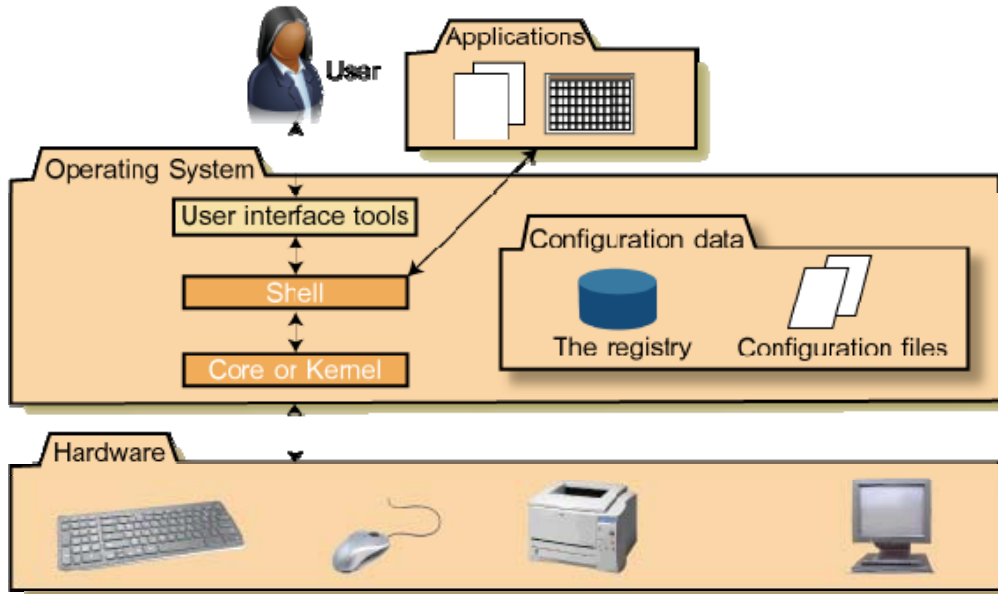 Applications
User
Operating System
User interface tools
Configuration data
Shell
The registry
Configuration files
Core or Kernel
Hardware